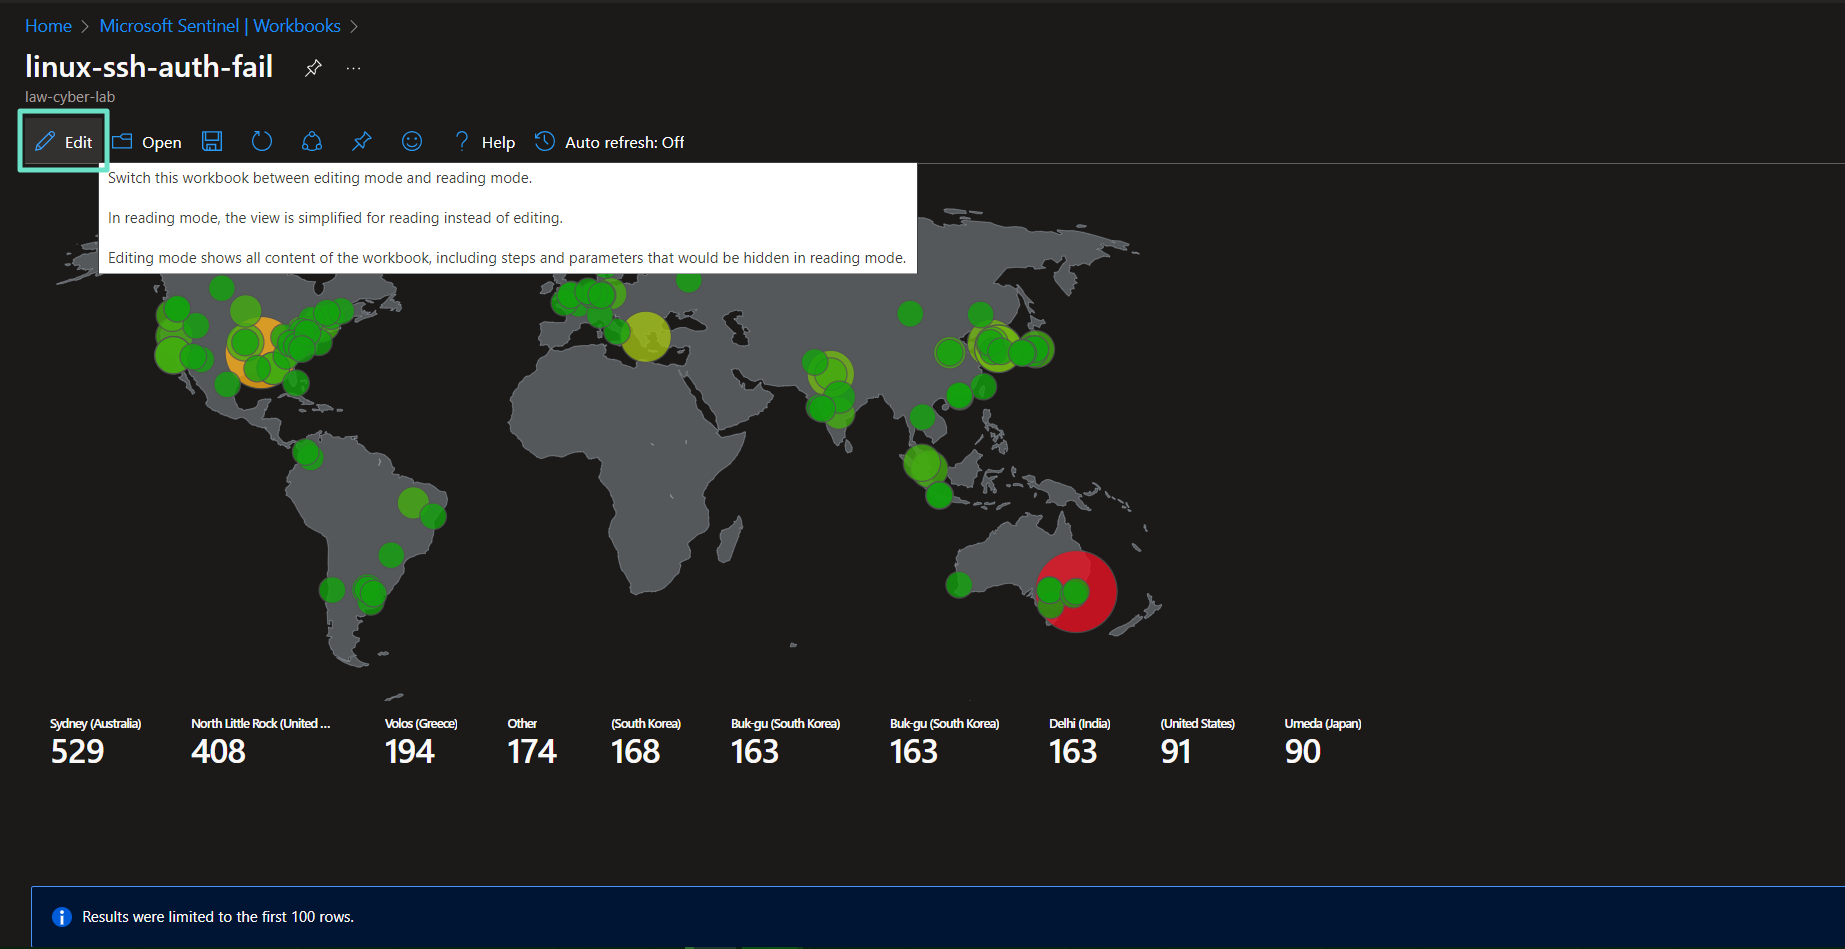 Home > Microsoft Sentinel | Workbooks >
linux-ssh-auth-fail ...
law-cyber-lab
Edit Open ? Help Auto refresh: Off
Switch this workbook between editing mode and reading mode.
In reading mode, the view is simplified for reading instead of editing.
Editing mode shows all content of the workbook, including steps and parameters that would be hidden in reading mode.
Sydney (Australia) North Little Rock (United ... Volos (Greece) Other (South Korea) Buk-gu (South Korea) Buk-gu (South Korea) Delhi (India) (United States) Umeda (Japan)
529 408 194 174 168 163 163 163 91 90
Results were limited to the first 100 rows.